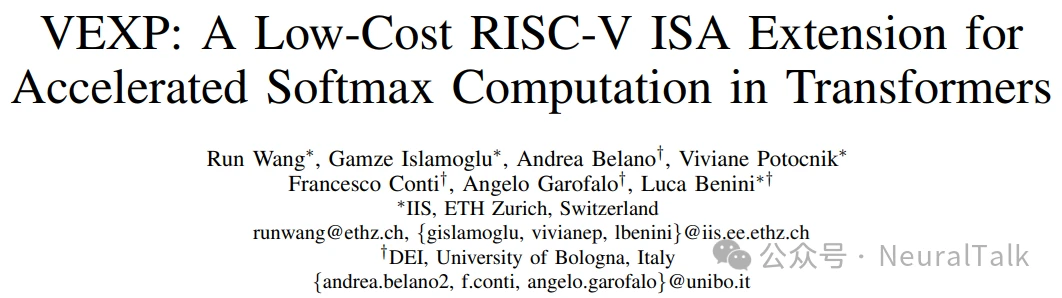 VEXP: A Low-Cost RISC-V ISA Extension for
Accelerated Softmax Computation in Transformers
Run Wang*, Gamze Islamoglu*, Andrea Belano†, Viviane Potocnik*
Francesco Conti†, Angelo Garofalo†, Luca Benini*†
*IIS, ETH Zurich, Switzerland
runwang@ethz.ch, {gislamoglu, vivianep, lbenini}@iis.ee.ethz.ch
†DEI, University of Bologna, Italy
{andrea.belano2, f.conti, angelo.garofalo}@unibo.it
公众号 · NeuralTalk